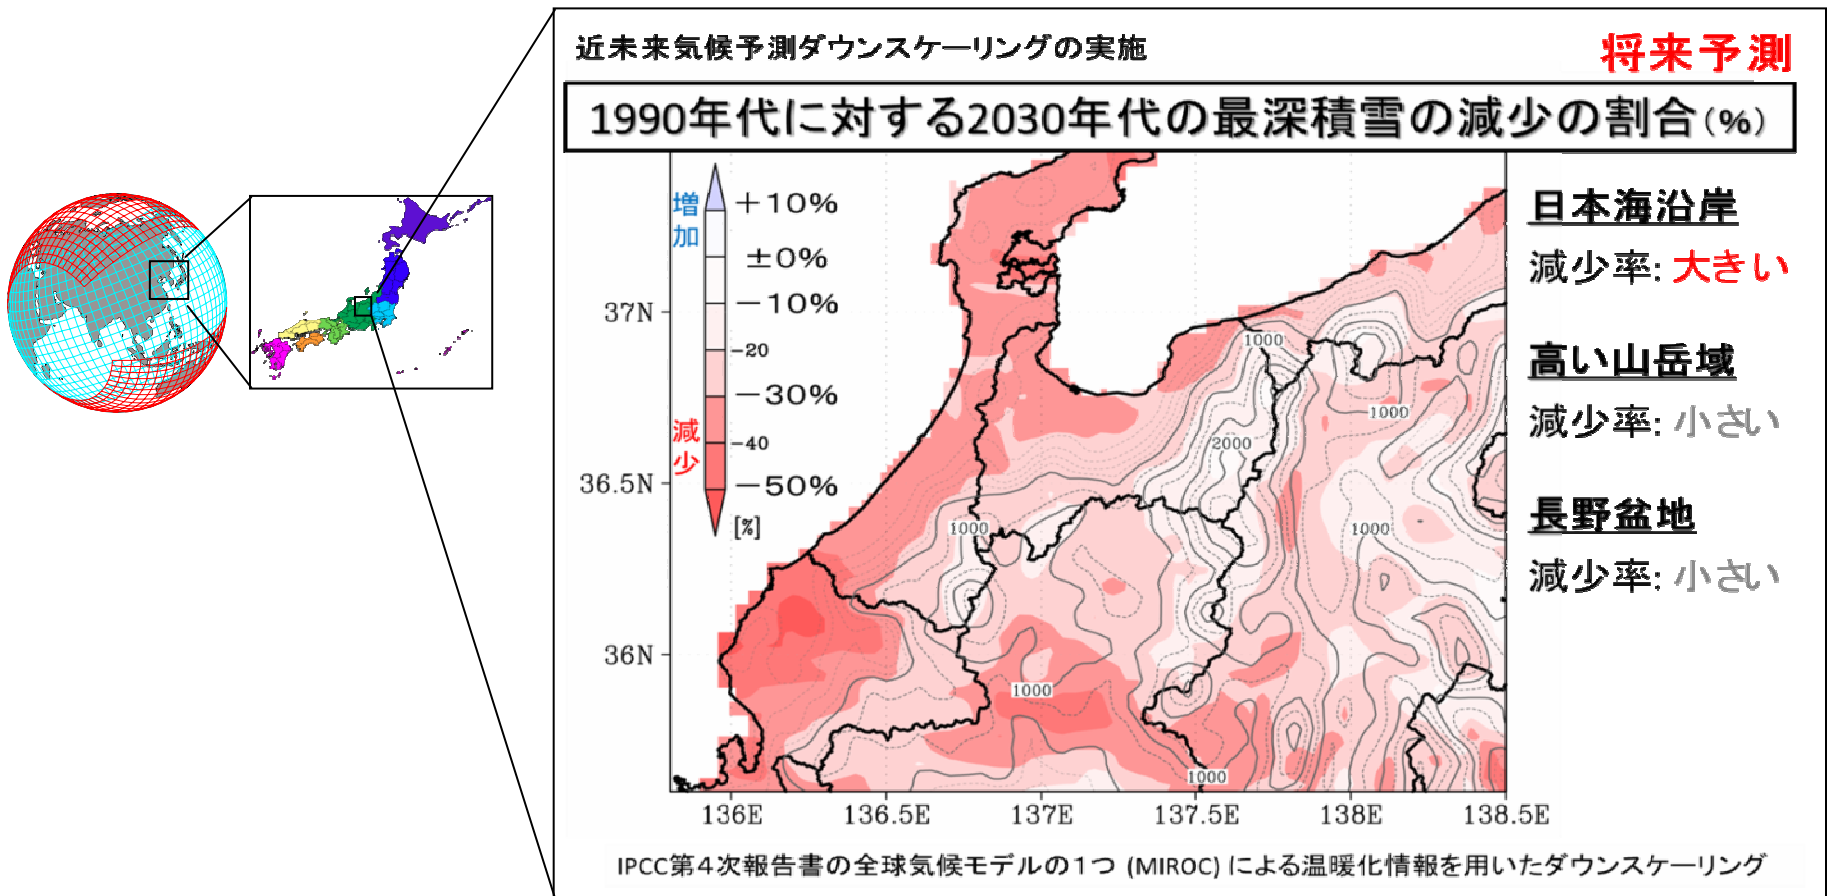 近未来気候予測ダウンスケーリングの実施
将来予測
1990年代に対する2030年代の最深積雪の減少の割合(%)
増加
+10%
±0%
-10%
-20
-30%
-40
-50%
[%]
減少
37N
36.5N
36N
1000
1000
2000
1000
1000
1000
1000
136E 136.5E 137E 137.5E 138E 138.5E
日本海沿岸
減少率: 大きい
高い山岳域
減少率: 小さい
長野盆地
減少率: 小さい
IPCC第4次報告書の全球気候モデルの1つ (MIROC) による温暖化情報を用いたダウンスケーリング